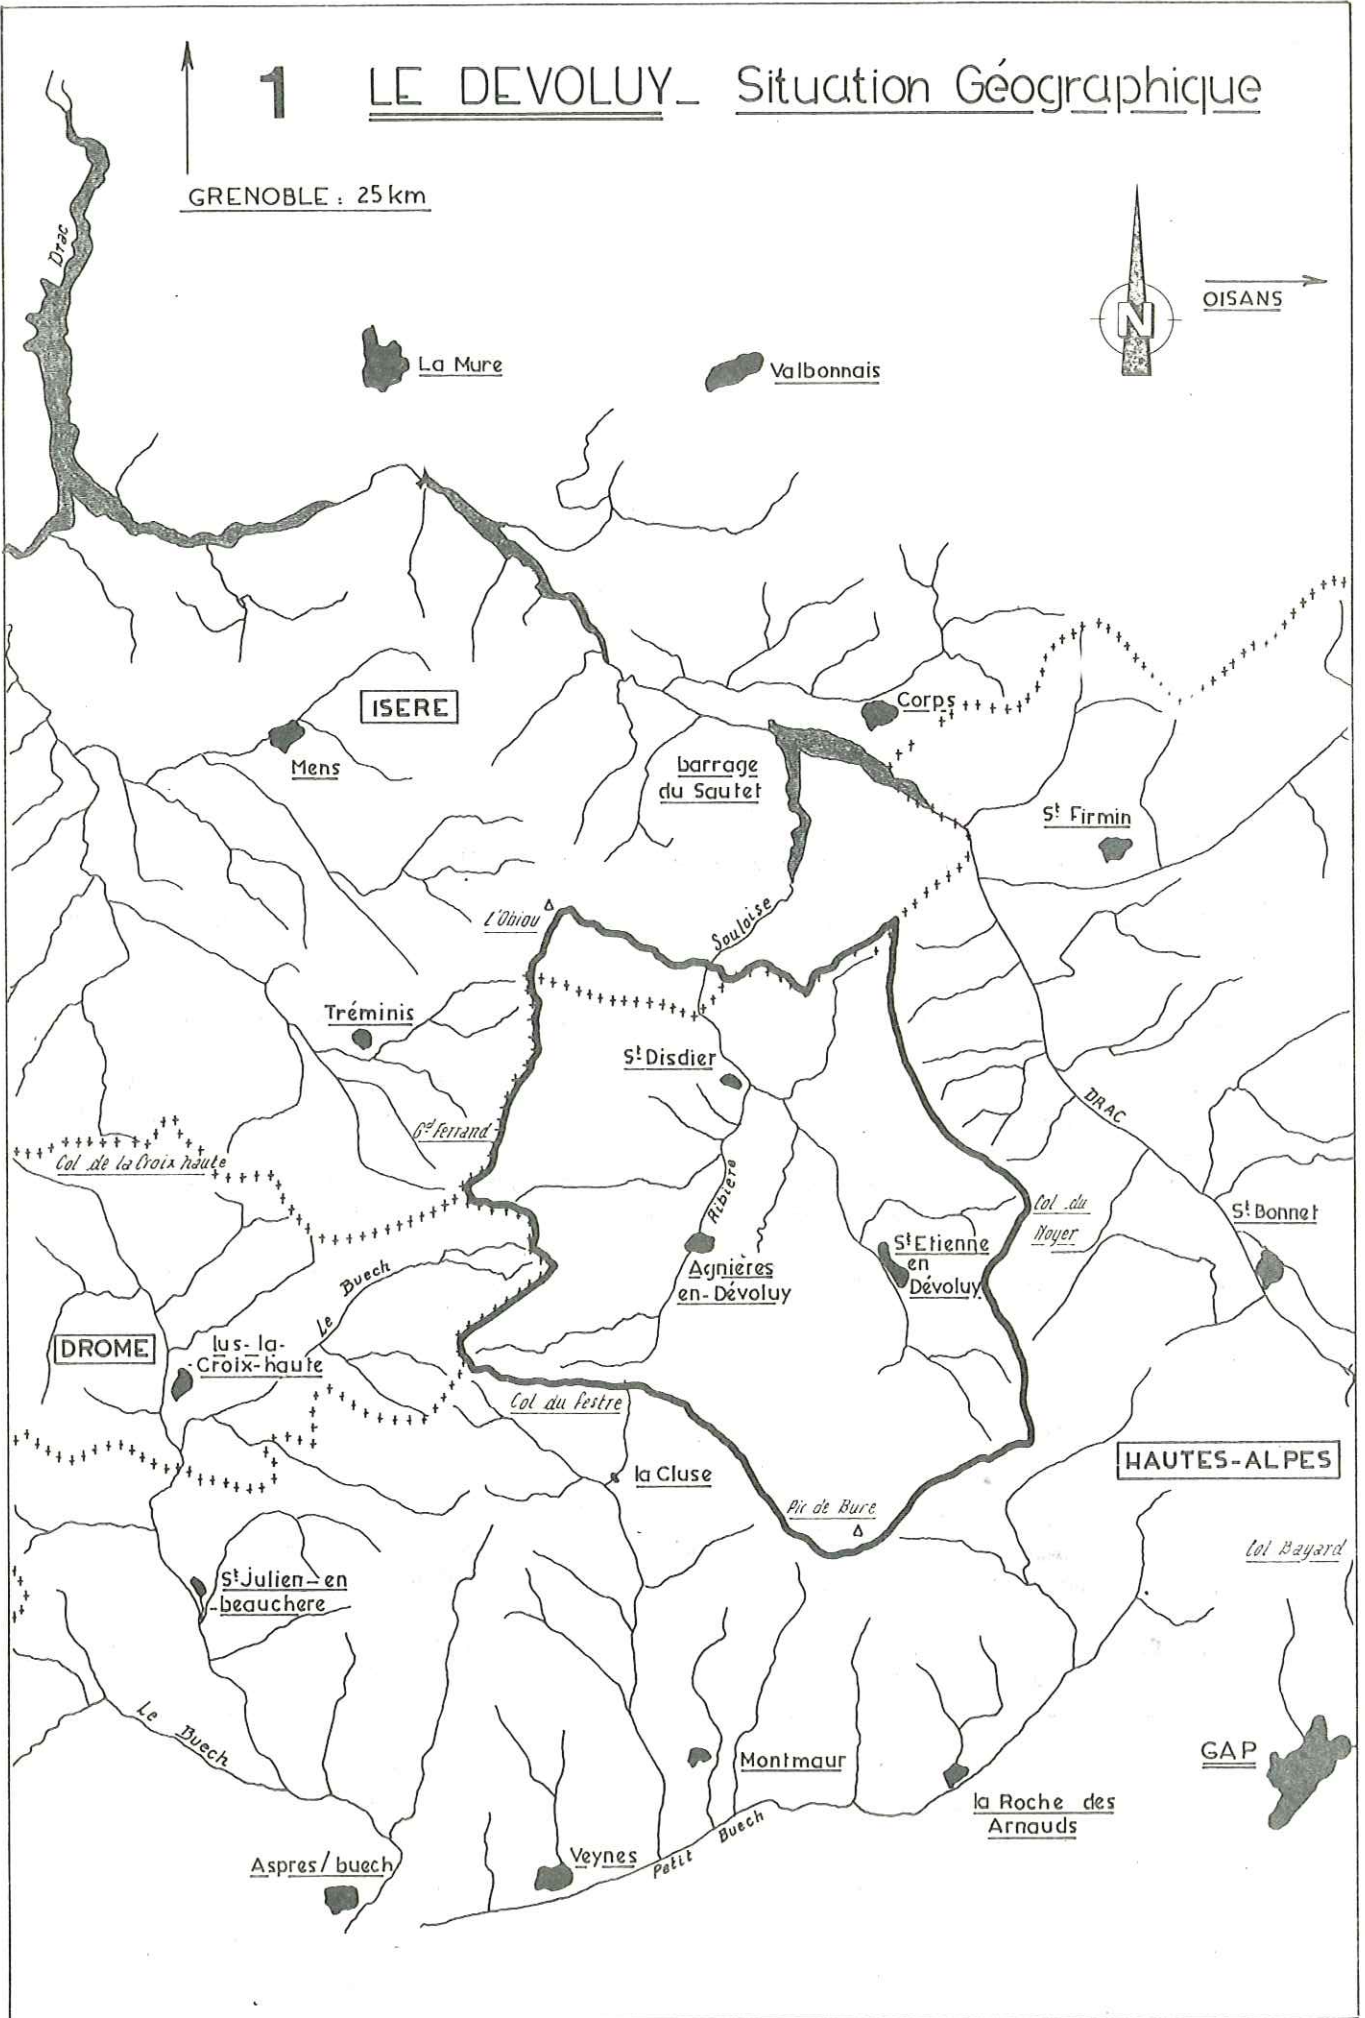 1 LE DEVOLUY_ Situation Géographique
GRENOBLE : 25 km
Drac
N
OISANS
La Mure
Valbonnais
ISERE
Corps
Mens
barrage
du Sautet
St Firmin
L'Obiou
Souloise
Tréminis
St Disdier
DRAC
Gd Ferrand
Col de la Croix haute
Ribière
Col du
Noyer
St Bonnet
St Etienne
en
Dévoluy
Agnières
en-Dévoluy
Le Buech
DROME
lus-la-
-Croix-haute
Col du Festre
HAUTES-ALPES
la Cluse
Pic de Bure
Col Bayard
St Julien-en
-beauchere
Le Buech
Montmaur
GAP
la Roche des
Arnauds
Petit Buech
Veynes
Aspres/buech